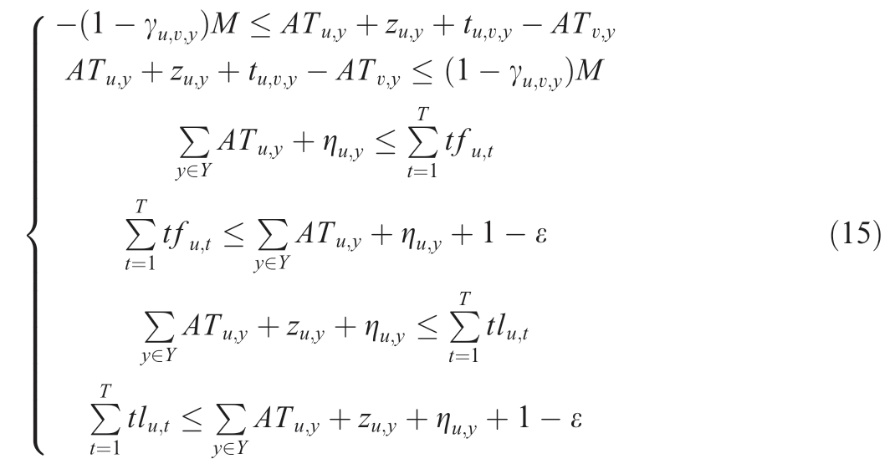 −(1 − γ_{u,v,y})M ≤ AT_{u,y} + z_{u,y} + t_{u,v,y} − AT_{v,y}
AT_{u,y} + z_{u,y} + t_{u,v,y} − AT_{v,y} ≤ (1 − γ_{u,v,y})M
∑_{y∈Y} AT_{u,y} + η_{u,y} ≤ ∑_{t=1}^{T} tf_{u,t}
∑_{t=1}^{T} tf_{u,t} ≤ ∑_{y∈Y} AT_{u,y} + η_{u,y} + 1 − ε (15)
∑_{y∈Y} AT_{u,y} + z_{u,y} + η_{u,y} ≤ ∑_{t=1}^{T} tl_{u,t}
∑_{t=1}^{T} tl_{u,t} ≤ ∑_{y∈Y} AT_{u,y} + z_{u,y} + η_{u,y} + 1 − ε